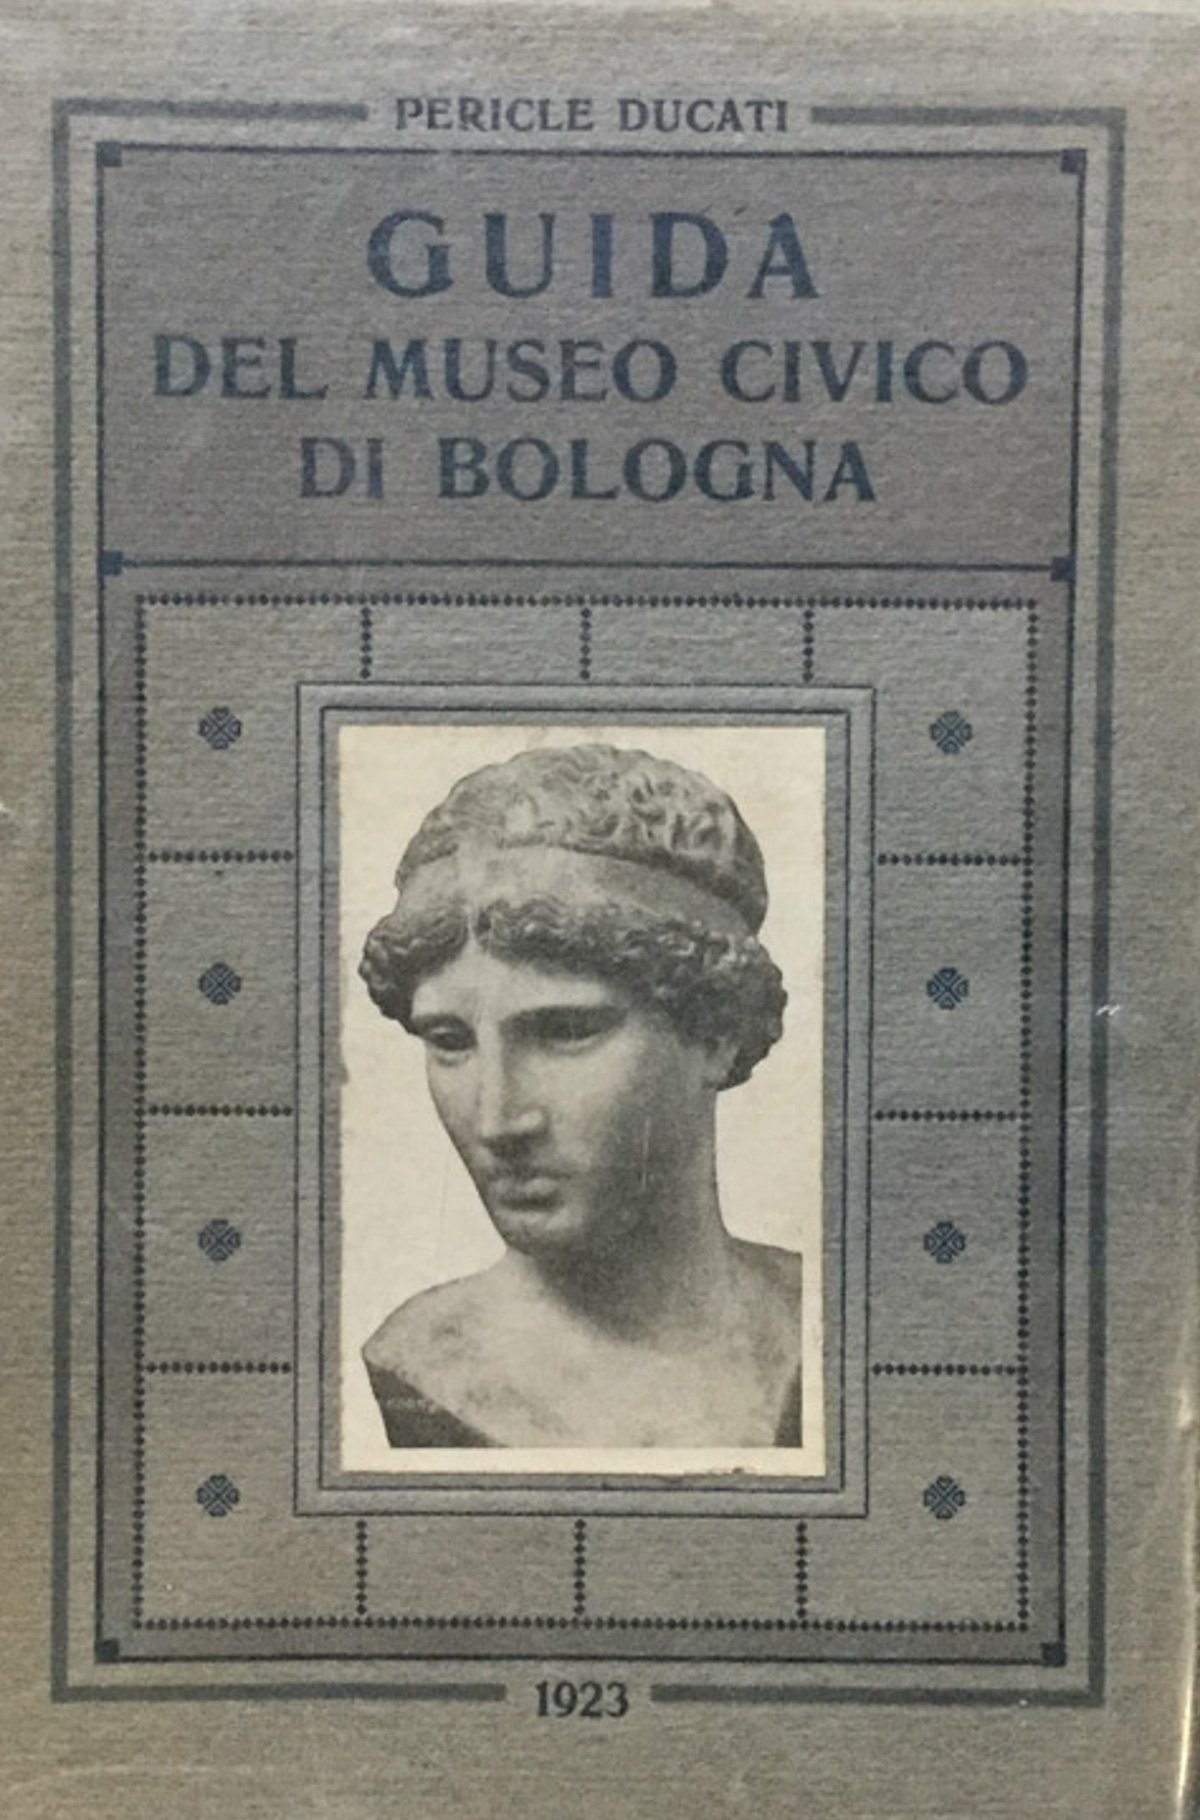 PERICLE DUCATI
GUIDA
DEL MUSEO CIVICO
DI BOLOGNA
1923